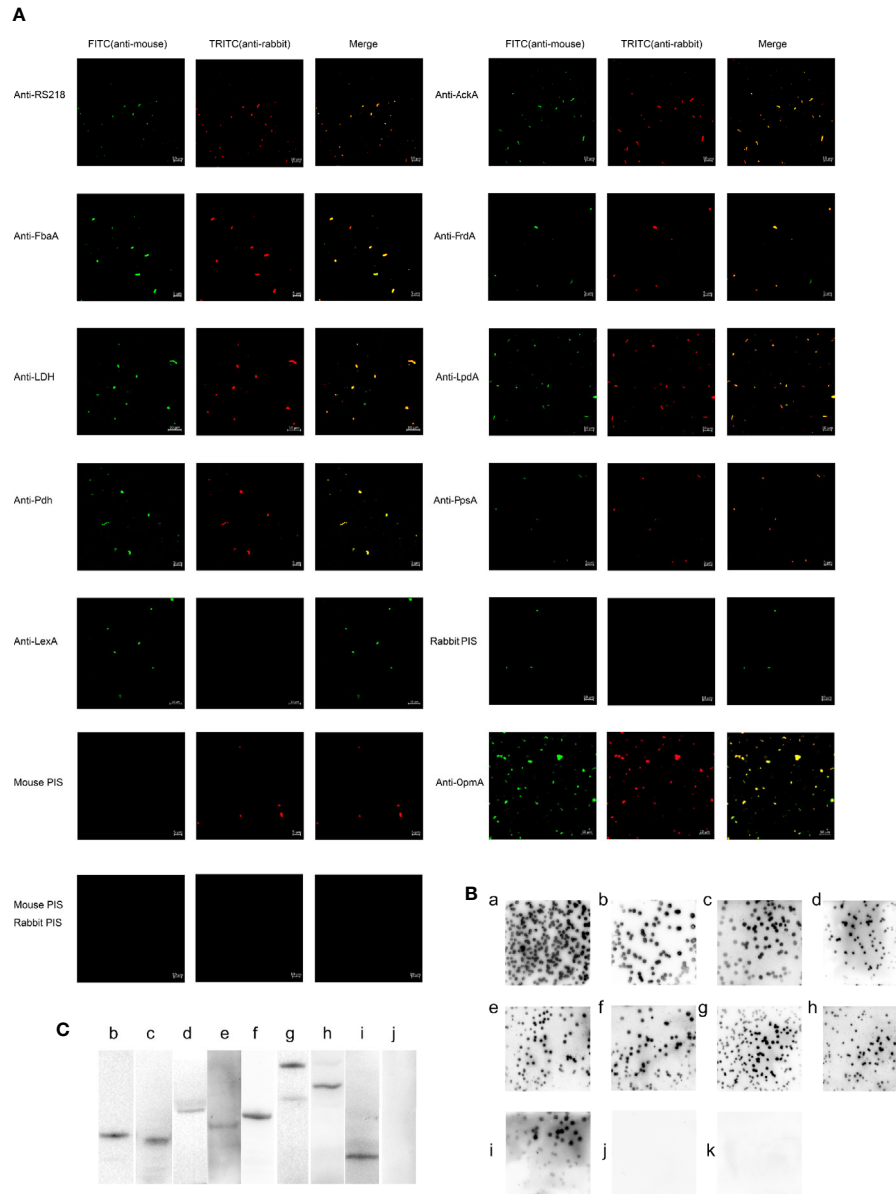 A
FITC(anti-mouse) TRITC(anti-rabbit) Merge FITC(anti-mouse) TRITC(anti-rabbit) Merge
Anti-RS218 Anti-AckA
Anti-FbaA Anti-FrdA
Anti-LDH Anti-LpdA
Anti-Pdh Anti-PpsA
Anti-LexA Rabbit PIS
Mouse PIS Anti-OpmA
Mouse PIS
Rabbit PIS
B
a b c d
e f g h
i j k
C
b c d e f g h i j